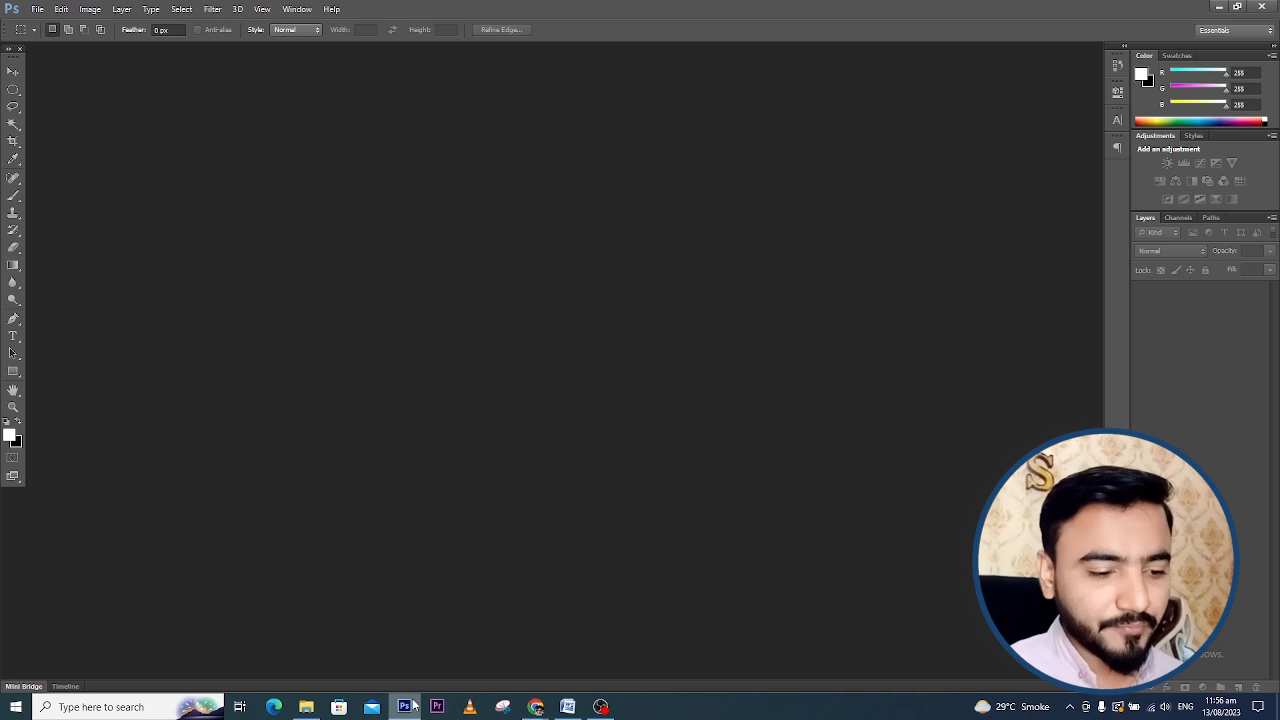 Ps File Edit Image Layer Type Select Filter 3D View Window Help
Feather: 0 px Anti-alias Style: Normal Width: Height: Refine Edge... Essentials
Color Swatches
R 255
G 255
B 255
Adjustments Styles
Add an adjustment
Layers Channels Paths
Kind
Normal Opacity:
Lock: Fill:
S
Mini Bridge Timeline
Type here to search
Ps Pr
29°C Smoke ENG
11:56 am
13/08/2023